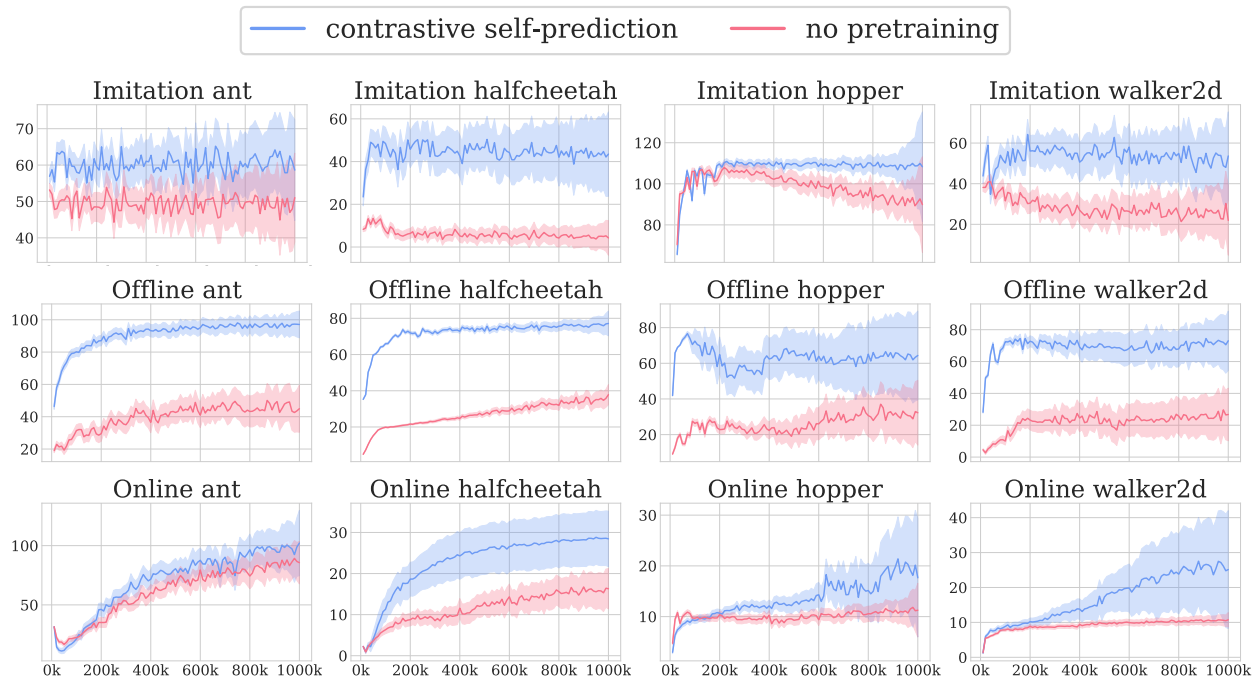 contrastive self-prediction no pretraining
Imitation ant Imitation halfcheetah Imitation hopper Imitation walker2d
70 60 50 40
60 40 20 0
120 100 80
60 40 20
Offline ant Offline halfcheetah Offline hopper Offline walker2d
100 80 60 40 20
80 60 40 20
80 60 40 20
80 60 40 20 0
Online ant Online halfcheetah Online hopper Online walker2d
100 50
30 20 10 0
30 20 10
40 30 20 10 0
0k 200k 400k 600k 800k 1000k 0k 200k 400k 600k 800k 1000k 0k 200k 400k 600k 800k 1000k 0k 200k 400k 600k 800k 1000k